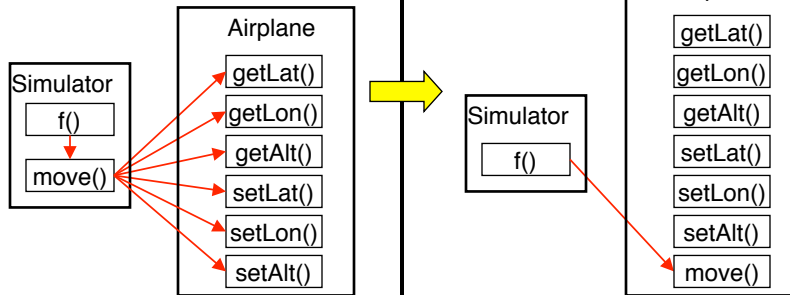 Airplane
getLat()
getLon()
getAlt()
setLat()
setLon()
setAlt()
Simulator
f()
move()
Simulator
f()
getLat()
getLon()
getAlt()
setLat()
setLon()
setAlt()
move()